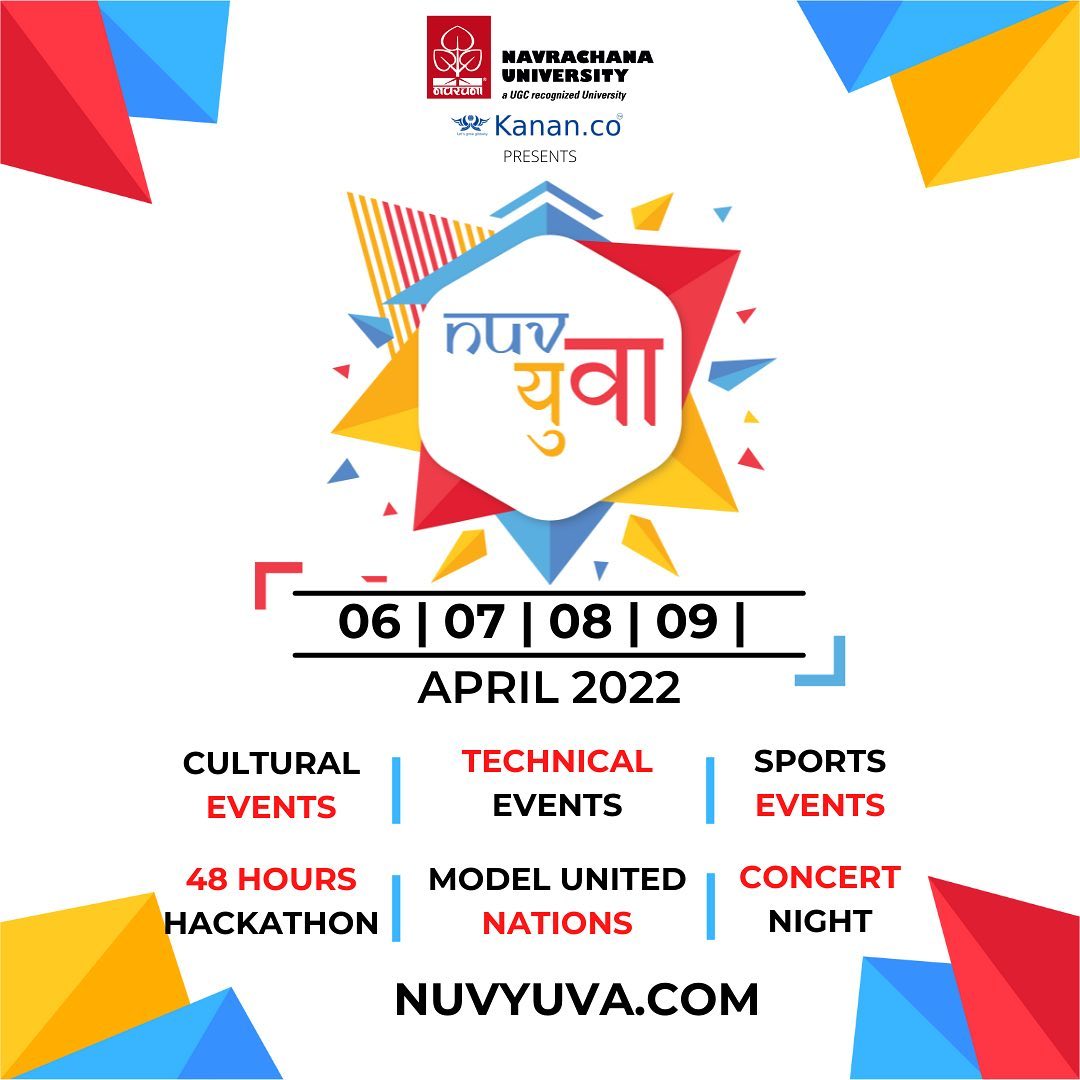 नवरचना
NAVRACHANA
UNIVERSITY
a UGC recognized University
Kanan.co
PRESENTS
nuv
युवा
06 | 07 | 08 | 09 |
APRIL 2022
CULTURAL
EVENTS
TECHNICAL
EVENTS
SPORTS
EVENTS
48 HOURS
HACKATHON
MODEL UNITED
NATIONS
CONCERT
NIGHT
NUVYUVA.COM